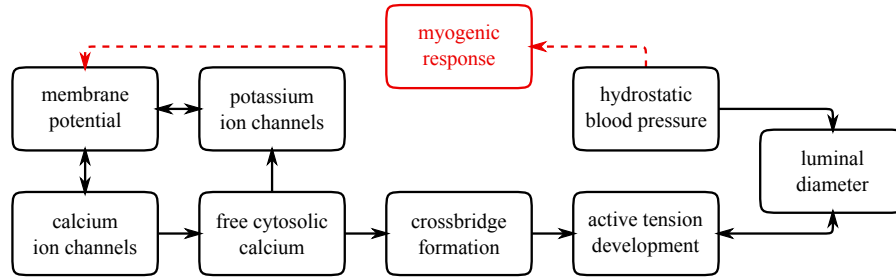 myogenic
response
membrane
potential
potassium
ion channels
hydrostatic
blood pressure
luminal
diameter
calcium
ion channels
free cytosolic
calcium
crossbridge
formation
active tension
development